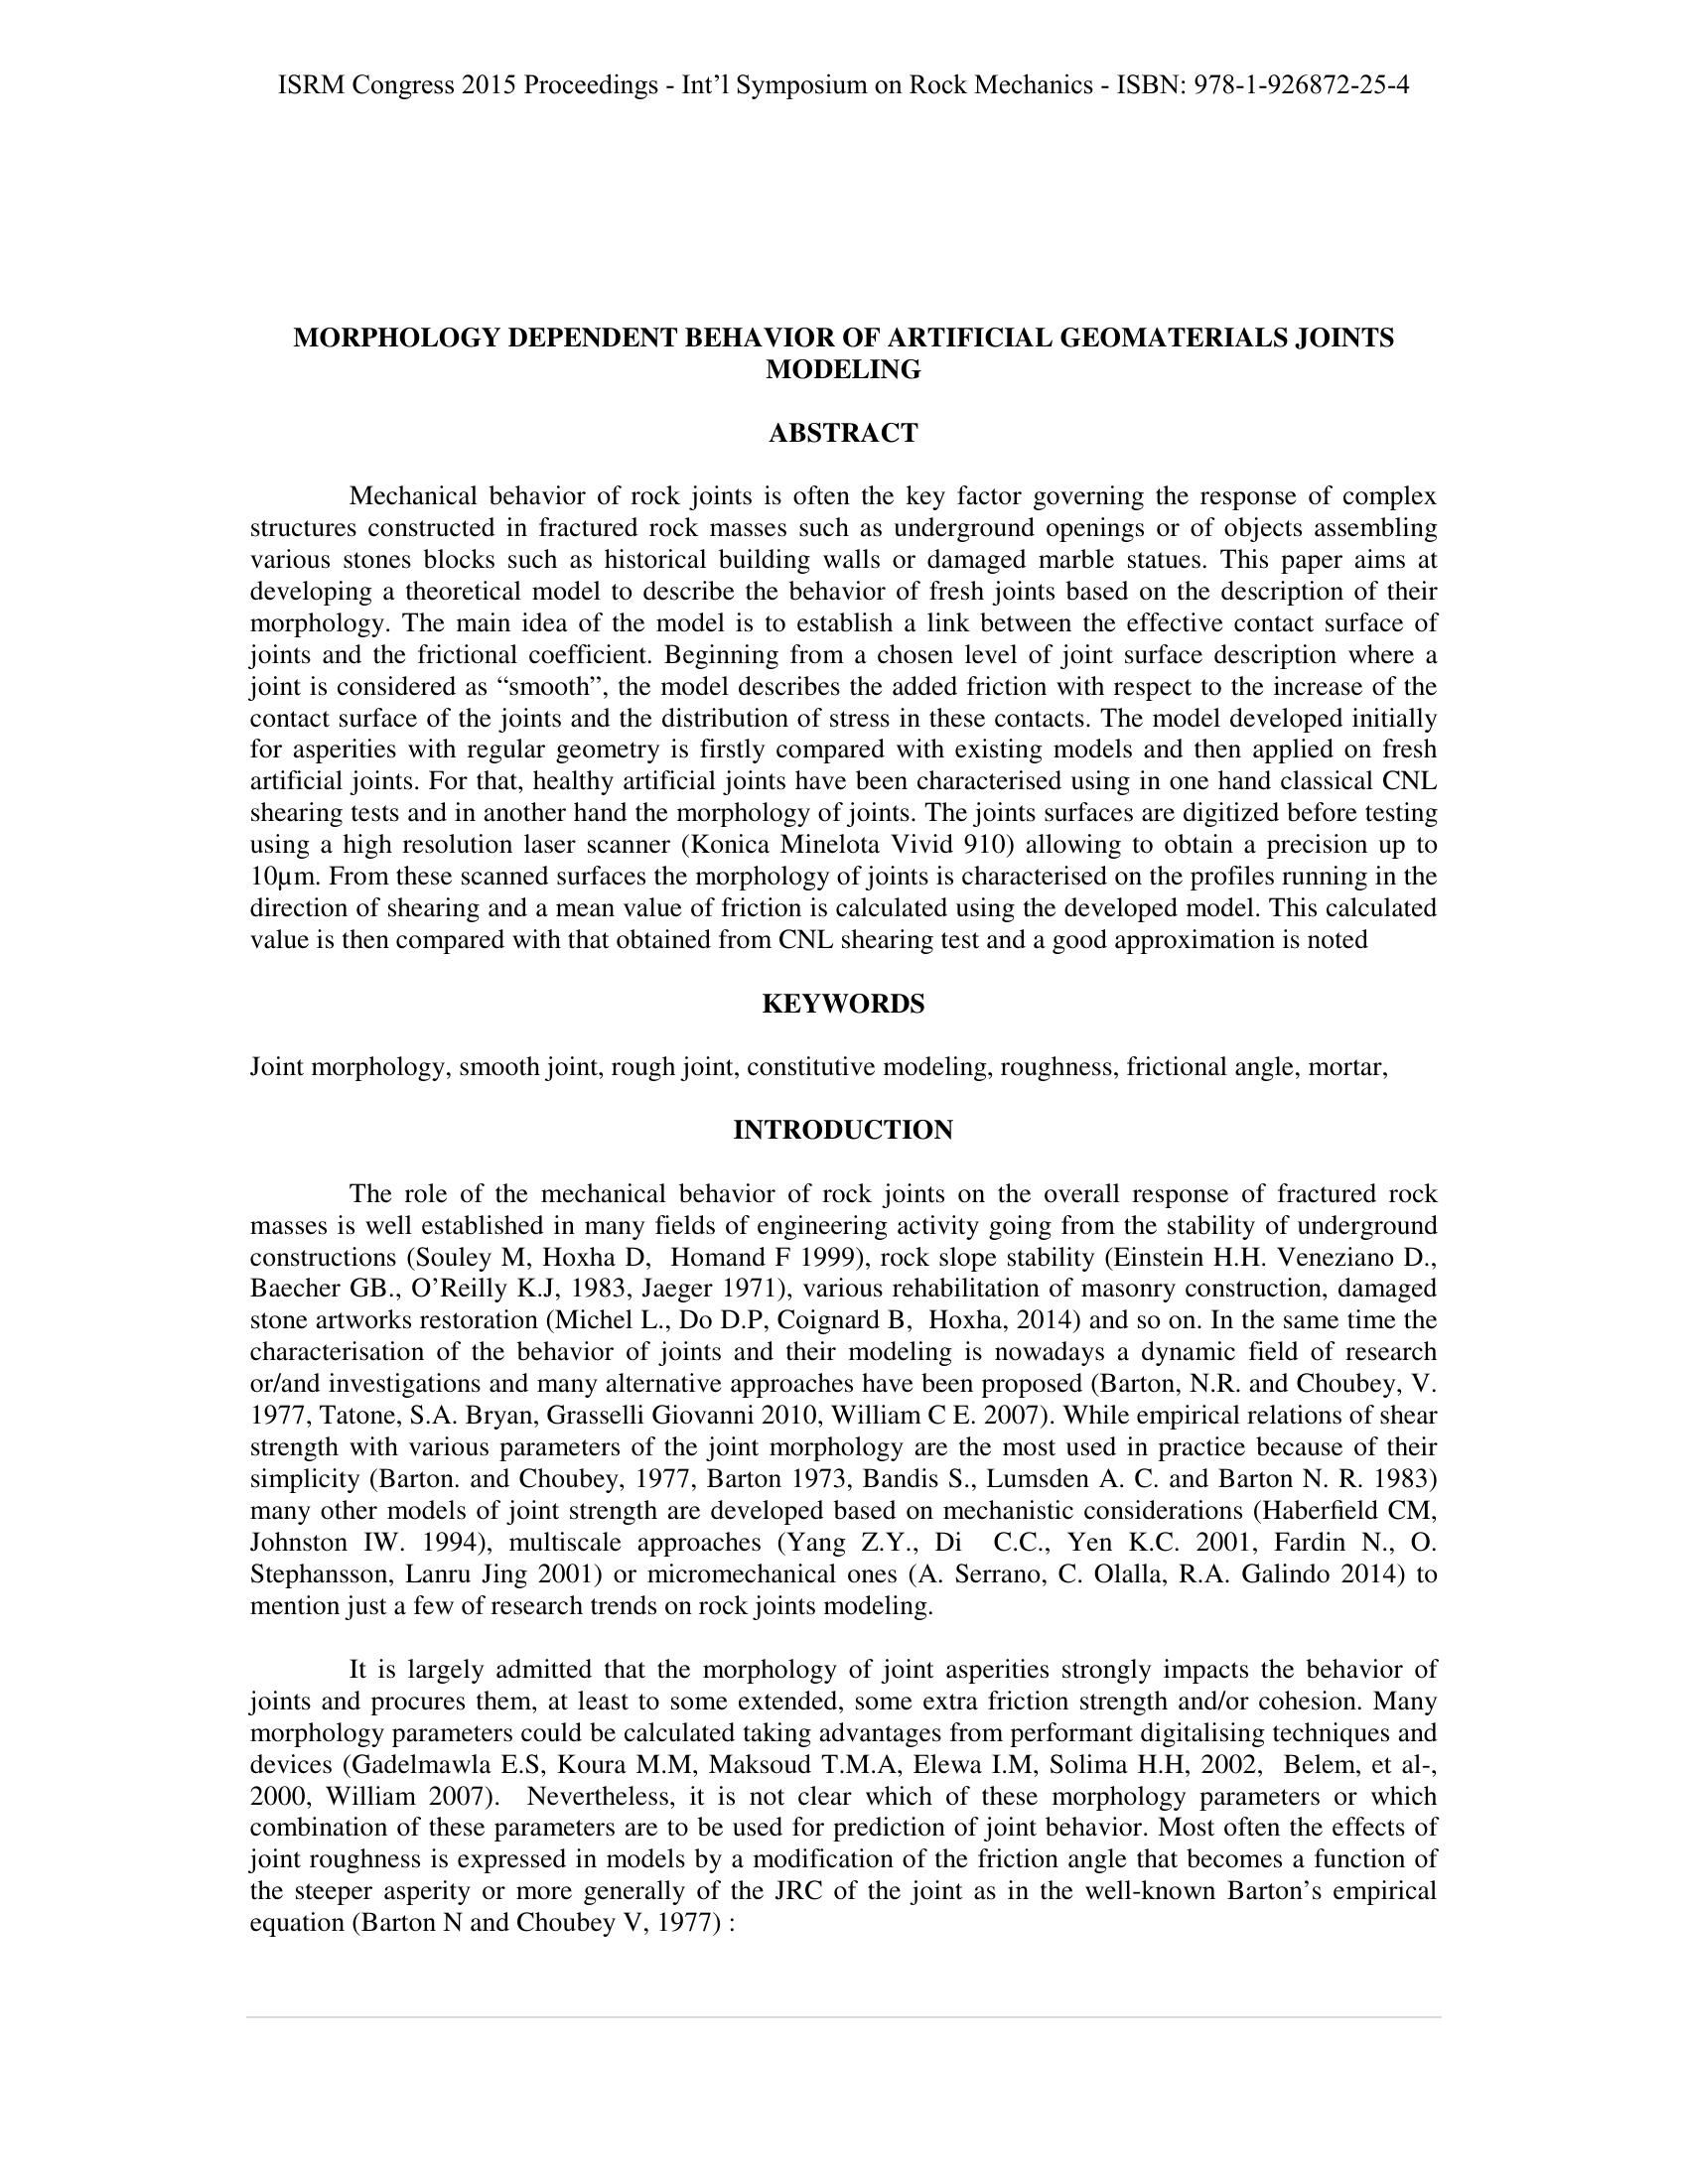 ISRM Congress 2015 Proceedings - Int’l Symposium on Rock Mechanics - ISBN: 978-1-926872-25-4
MORPHOLOGY DEPENDENT BEHAVIOR OF ARTIFICIAL GEOMATERIALS JOINTS
MODELING
ABSTRACT
Mechanical behavior of rock joints is often the key factor governing the response of complex
structures constructed in fractured rock masses such as underground openings or of objects assembling
various stones blocks such as historical building walls or damaged marble statues. This paper aims at
developing a theoretical model to describe the behavior of fresh joints based on the description of their
morphology. The main idea of the model is to establish a link between the effective contact surface of
joints and the frictional coefficient. Beginning from a chosen level of joint surface description where a
joint is considered as “smooth”, the model describes the added friction with respect to the increase of the
contact surface of the joints and the distribution of stress in these contacts. The model developed initially
for asperities with regular geometry is firstly compared with existing models and then applied on fresh
artificial joints. For that, healthy artificial joints have been characterised using in one hand classical CNL
shearing tests and in another hand the morphology of joints. The joints surfaces are digitized before testing
using a high resolution laser scanner (Konica Minelota Vivid 910) allowing to obtain a precision up to
10µm. From these scanned surfaces the morphology of joints is characterised on the profiles running in the
direction of shearing and a mean value of friction is calculated using the developed model. This calculated
value is then compared with that obtained from CNL shearing test and a good approximation is noted
KEYWORDS
Joint morphology, smooth joint, rough joint, constitutive modeling, roughness, frictional angle, mortar,
INTRODUCTION
The role of the mechanical behavior of rock joints on the overall response of fractured rock
masses is well established in many fields of engineering activity going from the stability of underground
constructions (Souley M, Hoxha D, Homand F 1999), rock slope stability (Einstein H.H. Veneziano D.,
Baecher GB., O’Reilly K.J, 1983, Jaeger 1971), various rehabilitation of masonry construction, damaged
stone artworks restoration (Michel L., Do D.P, Coignard B, Hoxha, 2014) and so on. In the same time the
characterisation of the behavior of joints and their modeling is nowadays a dynamic field of research
or/and investigations and many alternative approaches have been proposed (Barton, N.R. and Choubey, V.
1977, Tatone, S.A. Bryan, Grasselli Giovanni 2010, William C E. 2007). While empirical relations of shear
strength with various parameters of the joint morphology are the most used in practice because of their
simplicity (Barton. and Choubey, 1977, Barton 1973, Bandis S., Lumsden A. C. and Barton N. R. 1983)
many other models of joint strength are developed based on mechanistic considerations (Haberfield CM,
Johnston IW. 1994), multiscale approaches (Yang Z.Y., Di C.C., Yen K.C. 2001, Fardin N., O.
Stephansson, Lanru Jing 2001) or micromechanical ones (A. Serrano, C. Olalla, R.A. Galindo 2014) to
mention just a few of research trends on rock joints modeling.
It is largely admitted that the morphology of joint asperities strongly impacts the behavior of
joints and procures them, at least to some extended, some extra friction strength and/or cohesion. Many
morphology parameters could be calculated taking advantages from performant digitalising techniques and
devices (Gadelmawla E.S, Koura M.M, Maksoud T.M.A, Elewa I.M, Solima H.H, 2002, Belem, et al-,
2000, William 2007). Nevertheless, it is not clear which of these morphology parameters or which
combination of these parameters are to be used for prediction of joint behavior. Most often the effects of
joint roughness is expressed in models by a modification of the friction angle that becomes a function of
the steeper asperity or more generally of the JRC of the joint as in the well-known Barton’s empirical
equation (Barton N and Choubey V, 1977) :